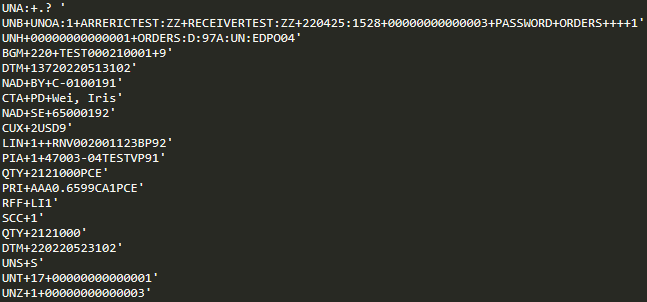 UNA:+.? '
UNB+UNOA:1+ARRERICTEST:ZZ+RECEIVERTEST:ZZ+220425:1528+00000000000003+PASSWORD+ORDERS++++1'
UNH+00000000000001+ORDERS:D:97A:UN:EDPO04'
BGM+220+TEST000210001+9'
DTM+13720220513102'
NAD+BY+C-0100191'
CTA+PD+Wei, Iris'
NAD+SE+65000192'
CUX+2USD9'
LIN+1++RNV002001123BP92'
PIA+1+47003-04TESTVP91'
QTY+2121000PCE'
PRI+AAA0.6599CA1PCE'
RFF+LI1'
SCC+1'
QTY+2121000'
DTM+220220523102'
UNS+S'
UNT+17+00000000000001'
UNZ+1+00000000000003'